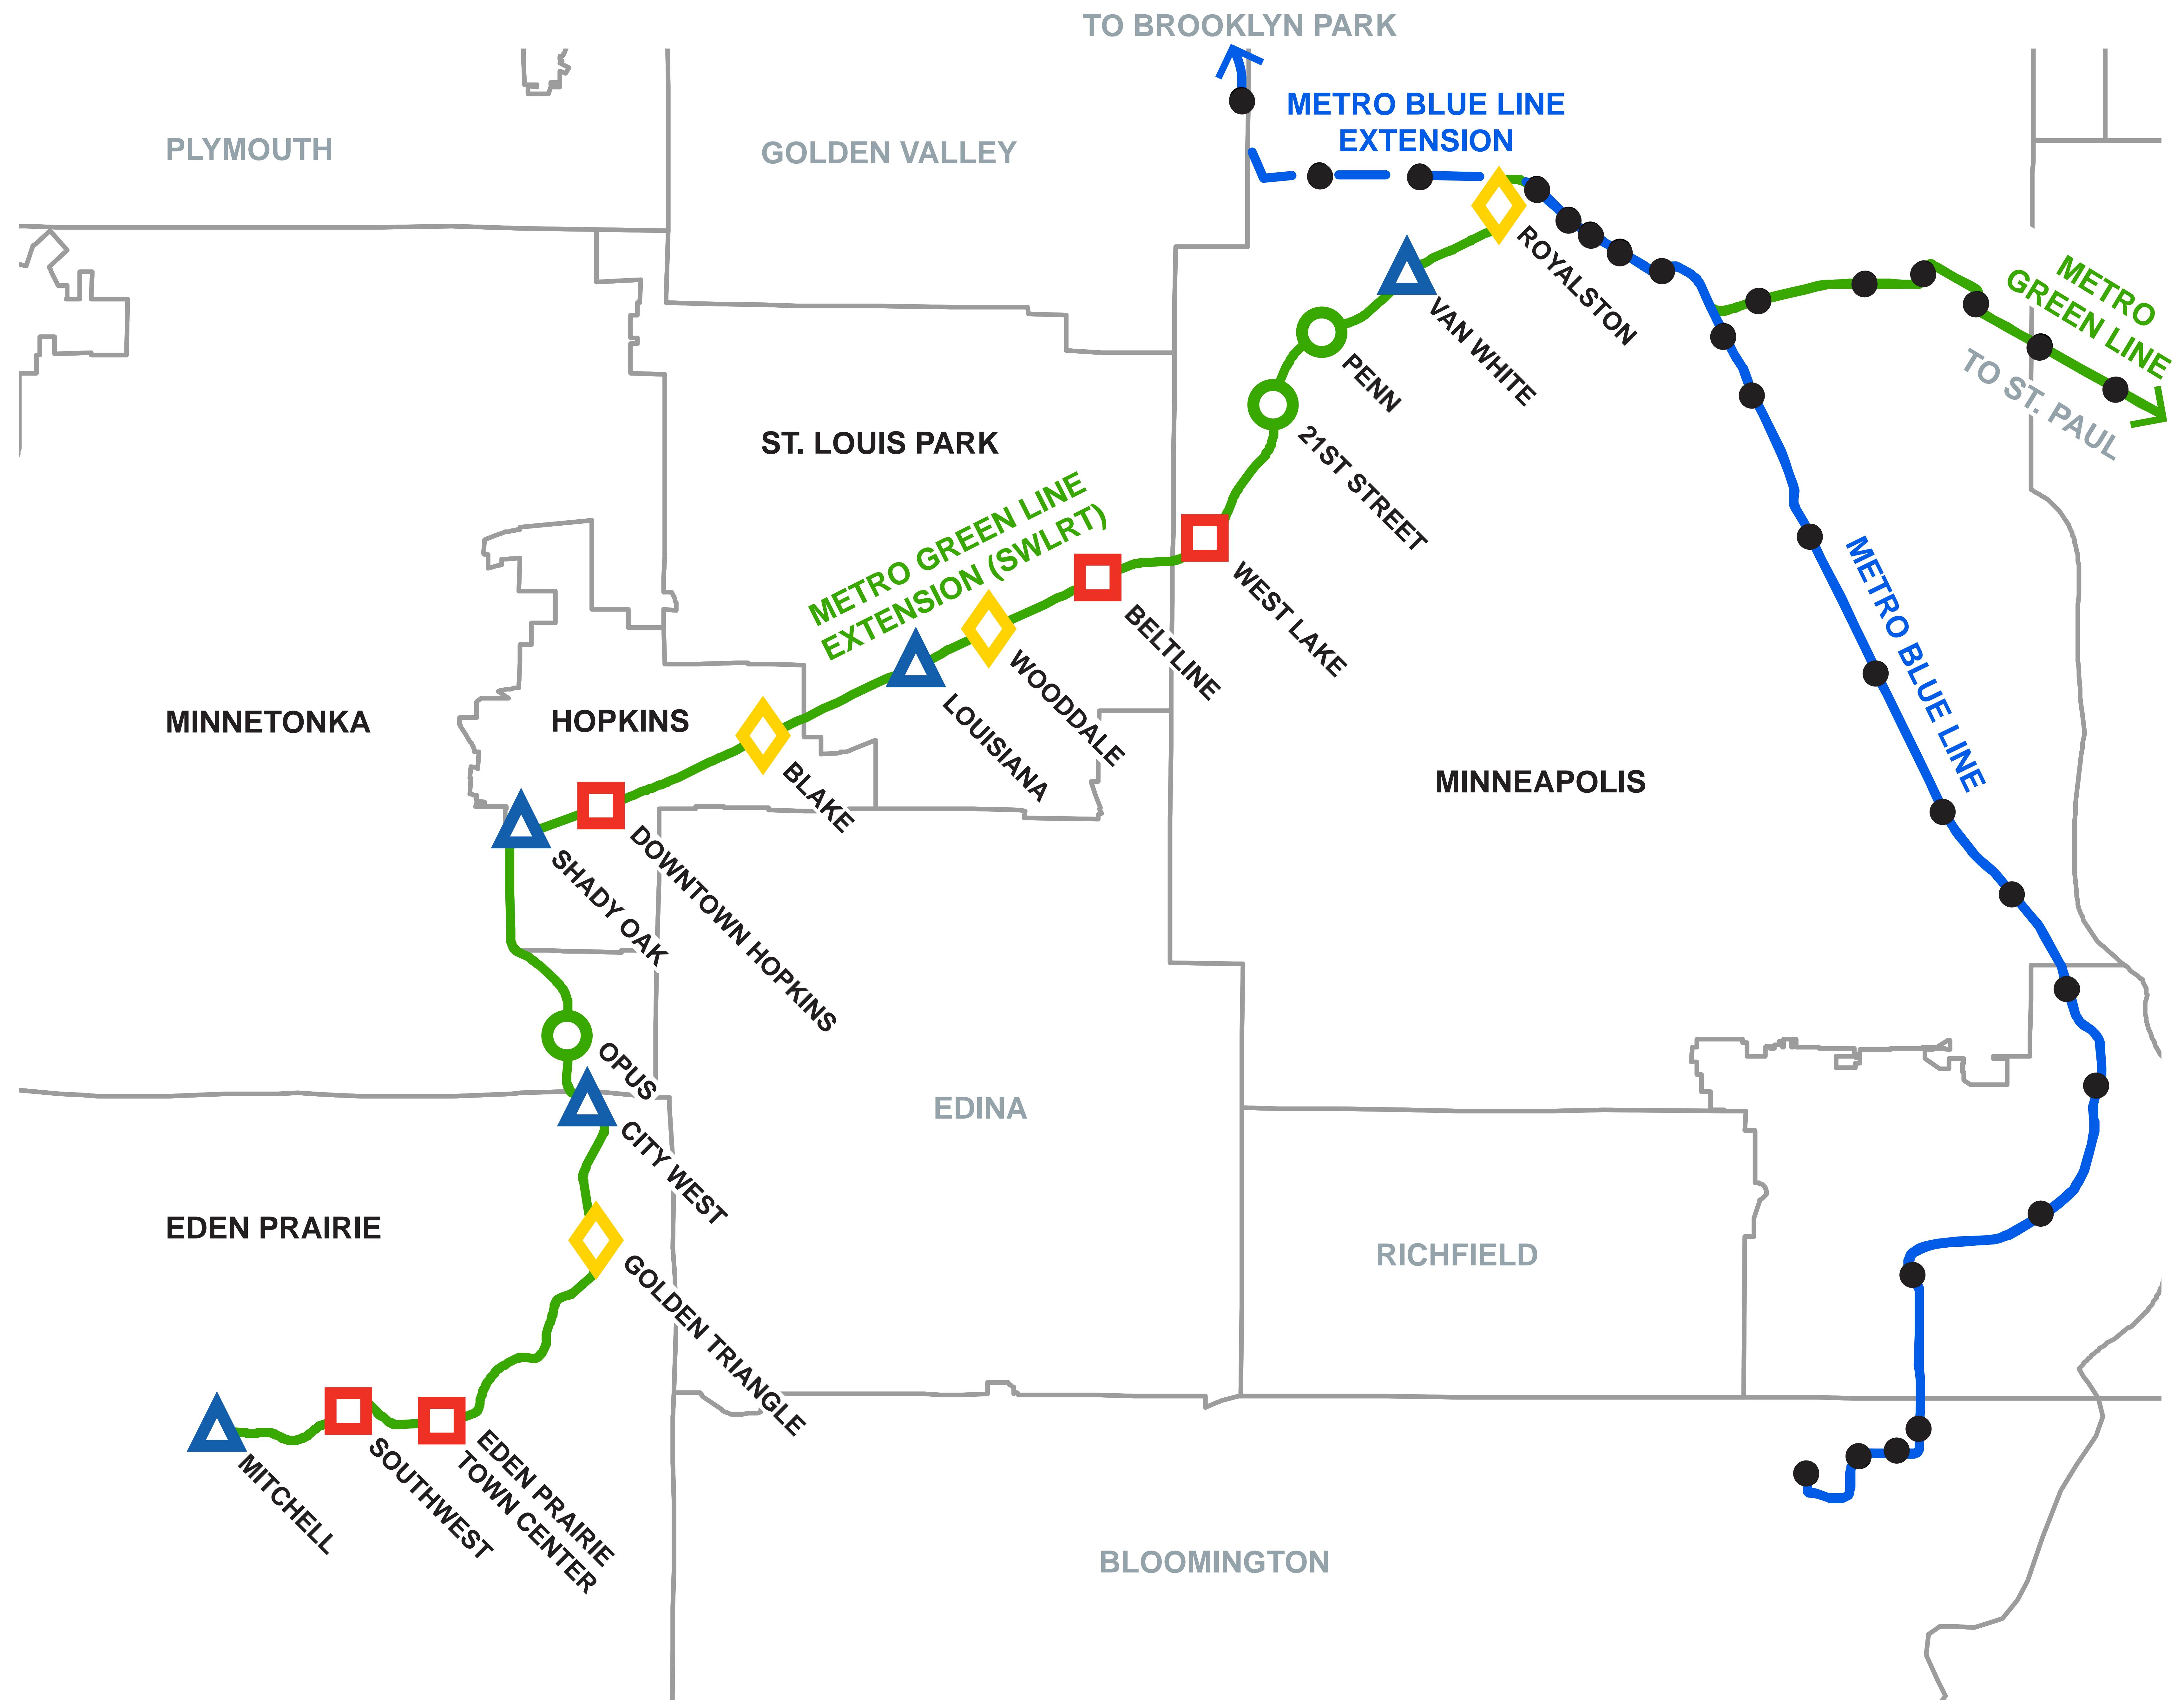 TO BROOKLYN PARK
METRO BLUE LINE
EXTENSION
PLYMOUTH
GOLDEN VALLEY
ROYALSTON
METRO
GREEN LINE
TO ST. PAUL
VAN WHITE
PENN
ST. LOUIS PARK
21ST STREET
METRO GREEN LINE
EXTENSION (SWLRT)
WEST LAKE
BELTLINE
METRO BLUE LINE
WOODDALE
LOUISIANA
MINNETONKA
HOPKINS
BLAKE
MINNEAPOLIS
DOWNTOWN HOPKINS
SHADY OAK
OPUS
EDINA
CITY WEST
EDEN PRAIRIE
RICHFIELD
GOLDEN TRIANGLE
EDEN PRAIRIE
TOWN CENTER
SOUTHWEST
MITCHELL
BLOOMINGTON